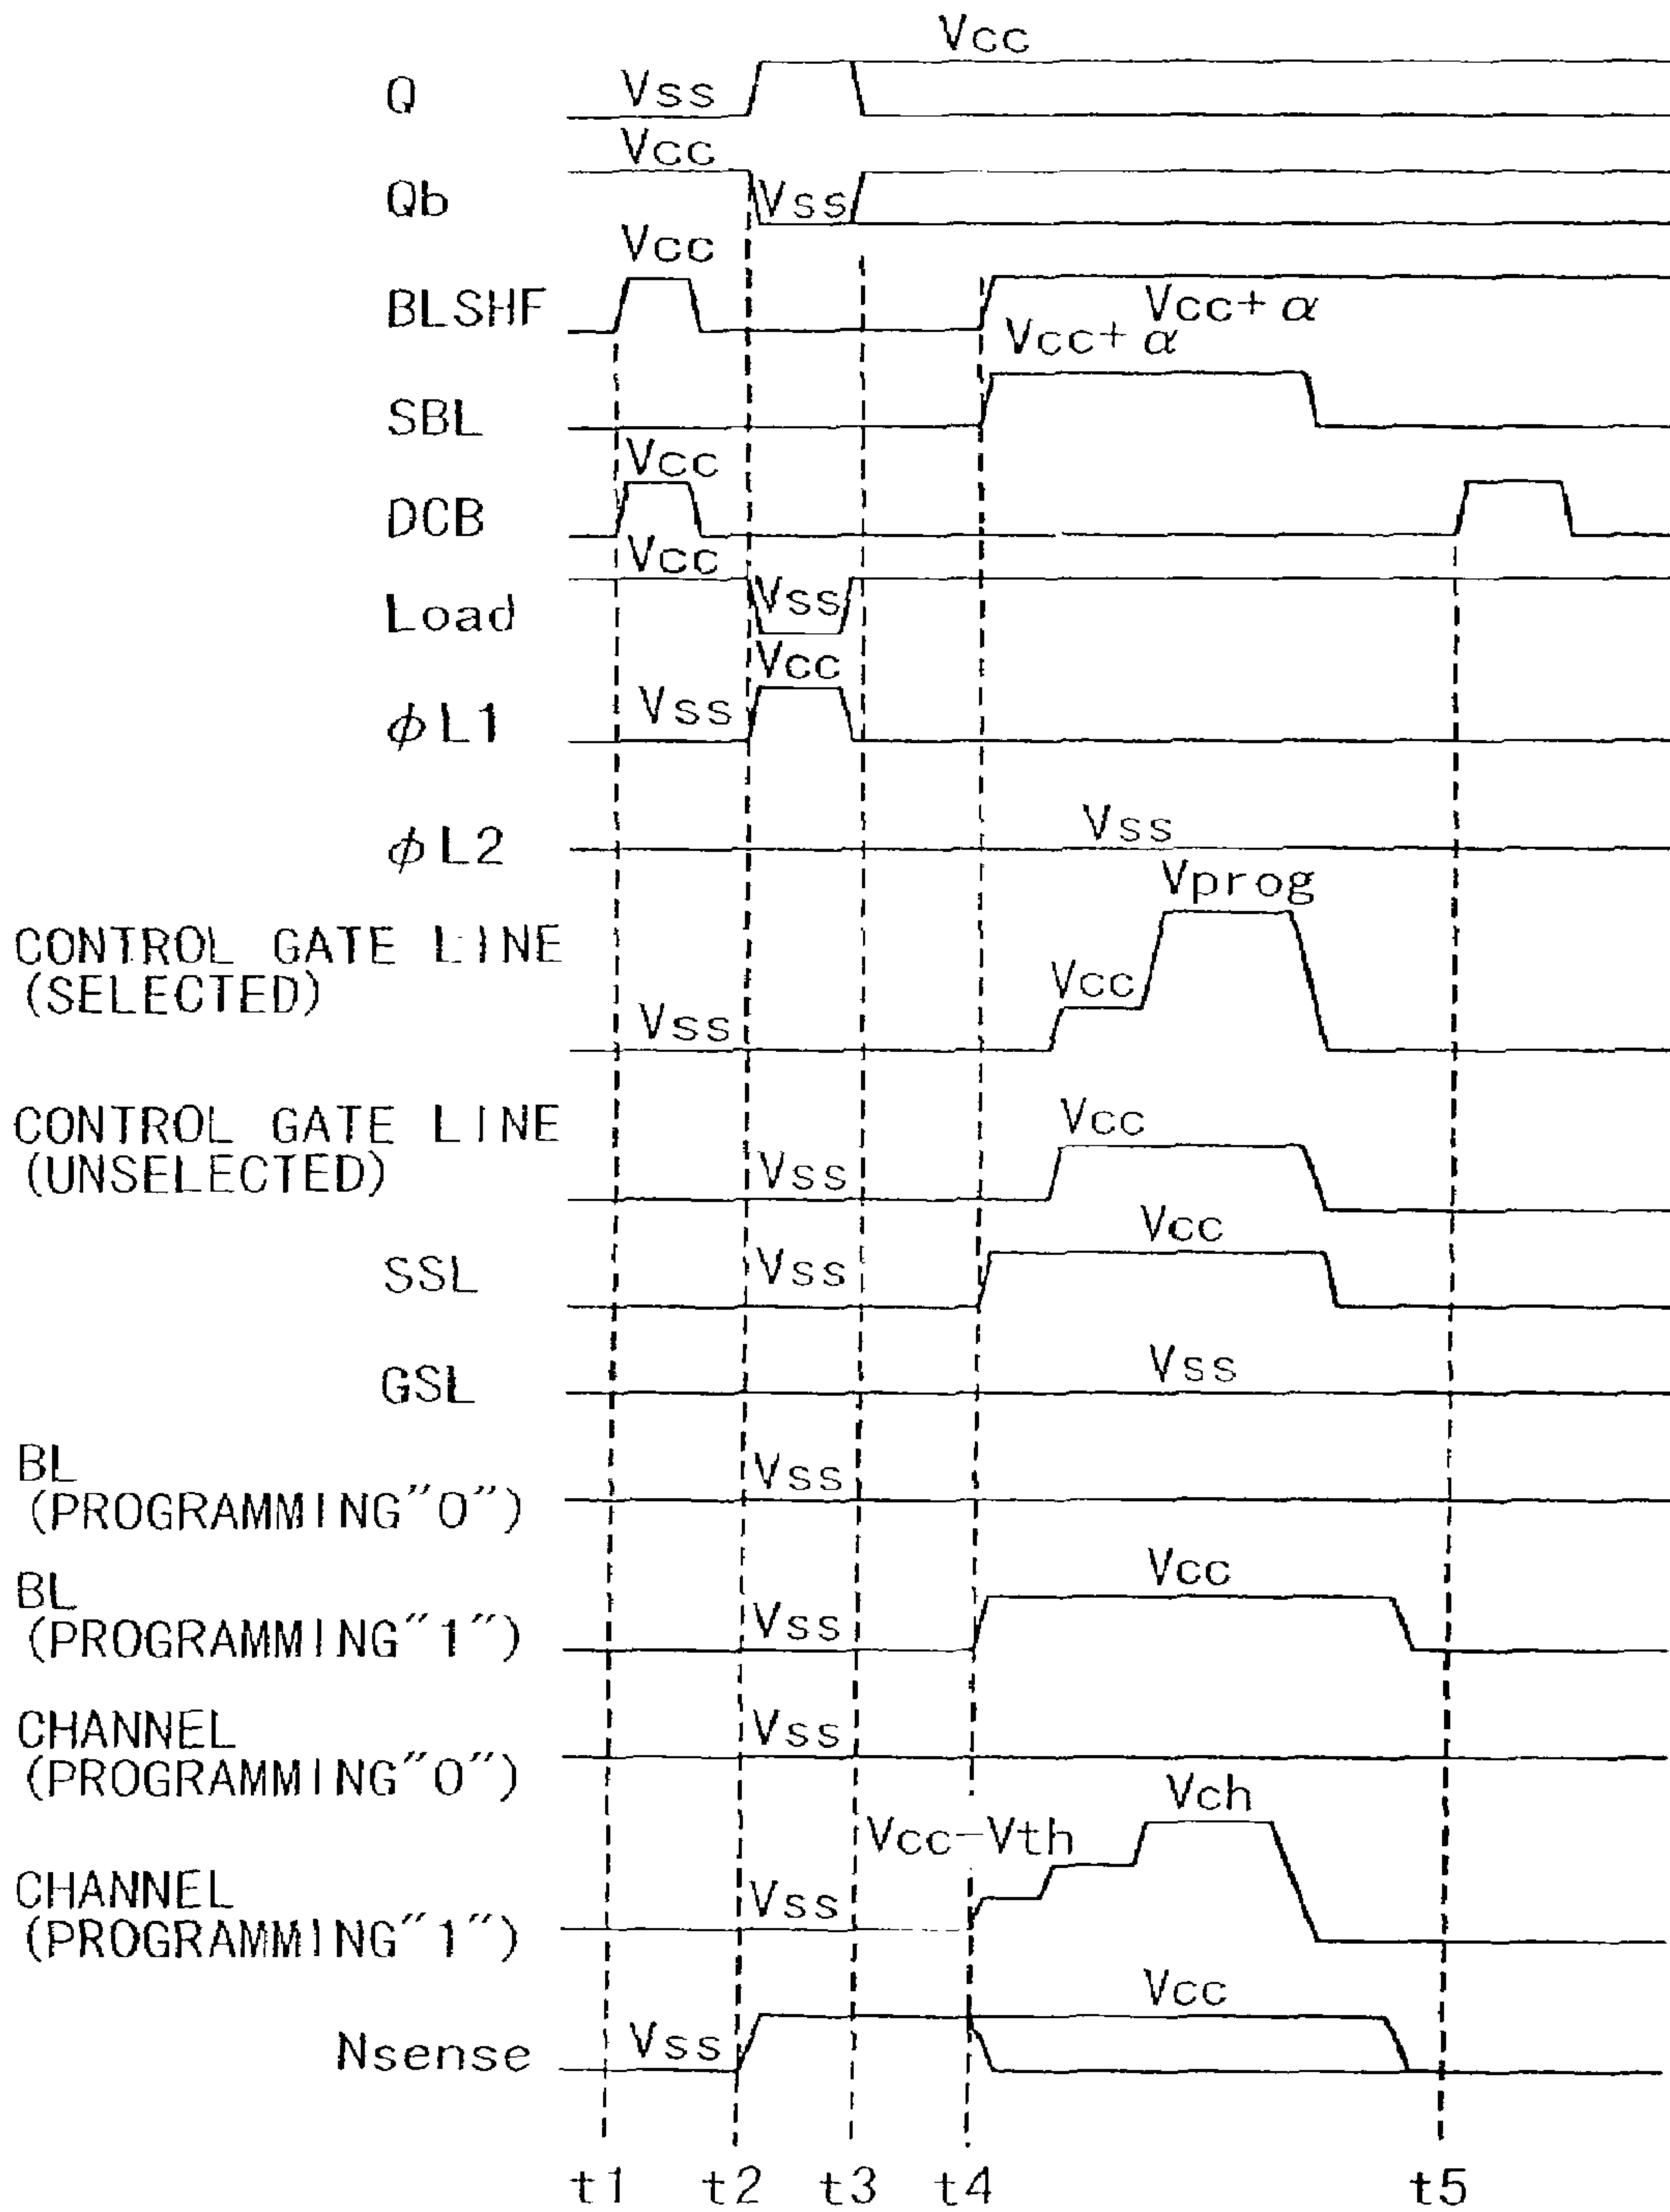 Vcc
Q Vss
Vcc
Qb Vss
Vcc
BLSHF Vcc+α
Vcc+α
SBL
Vcc
DCB
Vcc
Load Vss
Vcc
φL1 Vss
φL2 Vss
Vprog
CONTROL GATE LINE
(SELECTED) Vcc
Vss
CONTROL GATE LINE Vcc
(UNSELECTED) Vss
Vcc
SSL Vss
GSL Vss
BL Vss
(PROGRAMMING"0")
BL Vcc
(PROGRAMMING"1") Vss
CHANNEL Vss
(PROGRAMMING"0")
Vch
Vcc-Vth
CHANNEL Vss
(PROGRAMMING"1")
Vcc
Nsense Vss
t1 t2 t3 t4 t5